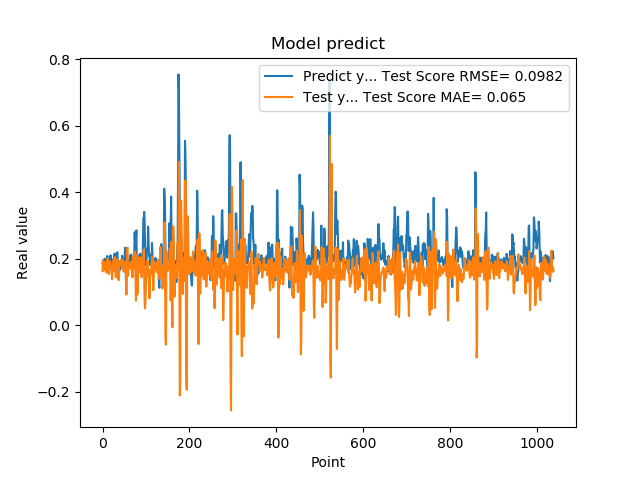 Model predict
Predict y... Test Score RMSE= 0.0982
Test y... Test Score MAE= 0.065
Real value
0.8
0.6
0.4
0.2
0.0
−0.2
0 200 400 600 800 1000
Point